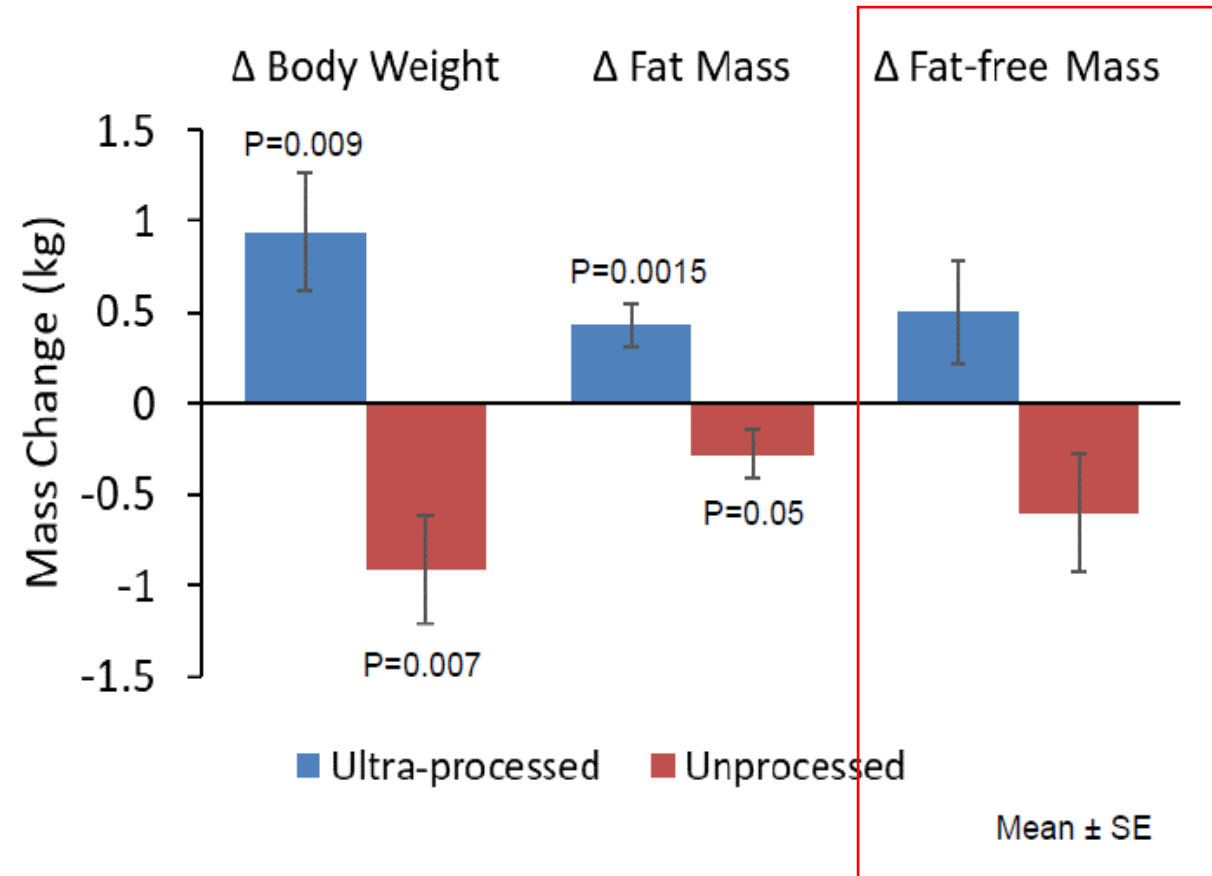 Δ Body Weight Δ Fat Mass Δ Fat-free Mass
Mass Change (kg)
1.5
1
0.5
0
-0.5
-1
-1.5
P=0.009
P=0.0015
P=0.05
P=0.007
Ultra-processed Unprocessed
Mean ± SE